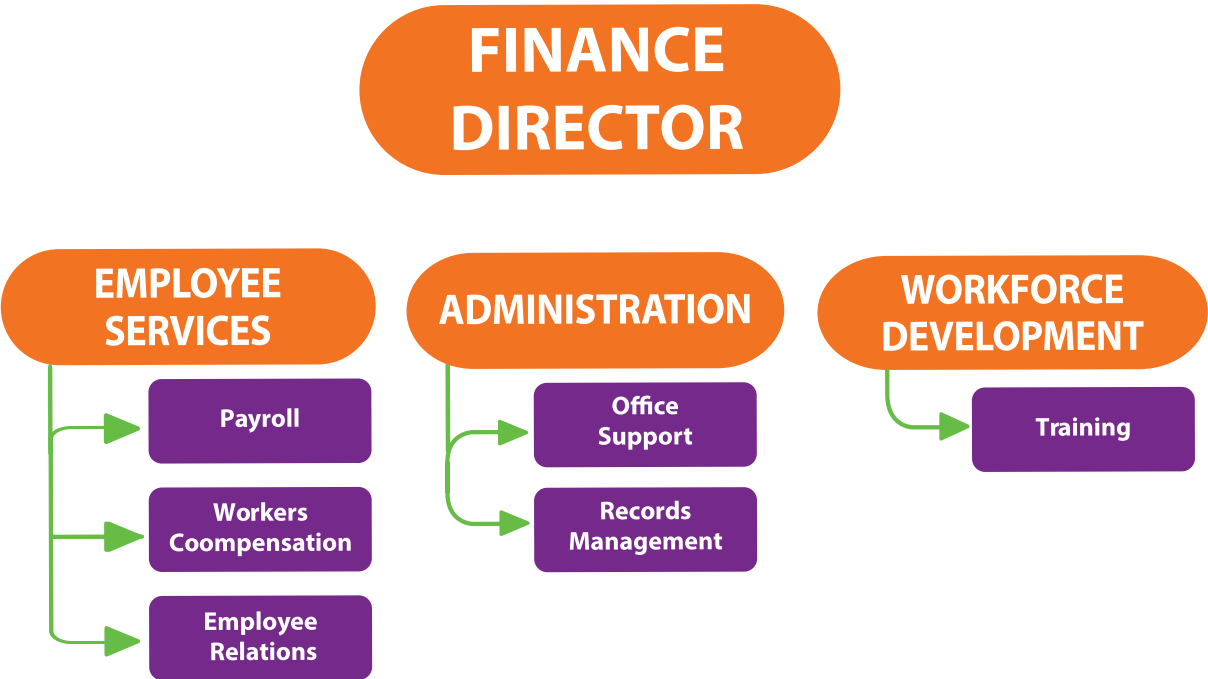 FINANCE
DIRECTOR
EMPLOYEE
SERVICES
Payroll
Workers
Coompensation
Employee
Relations
ADMINISTRATION
Office
Support
Records
Management
WORKFORCE
DEVELOPMENT
Training